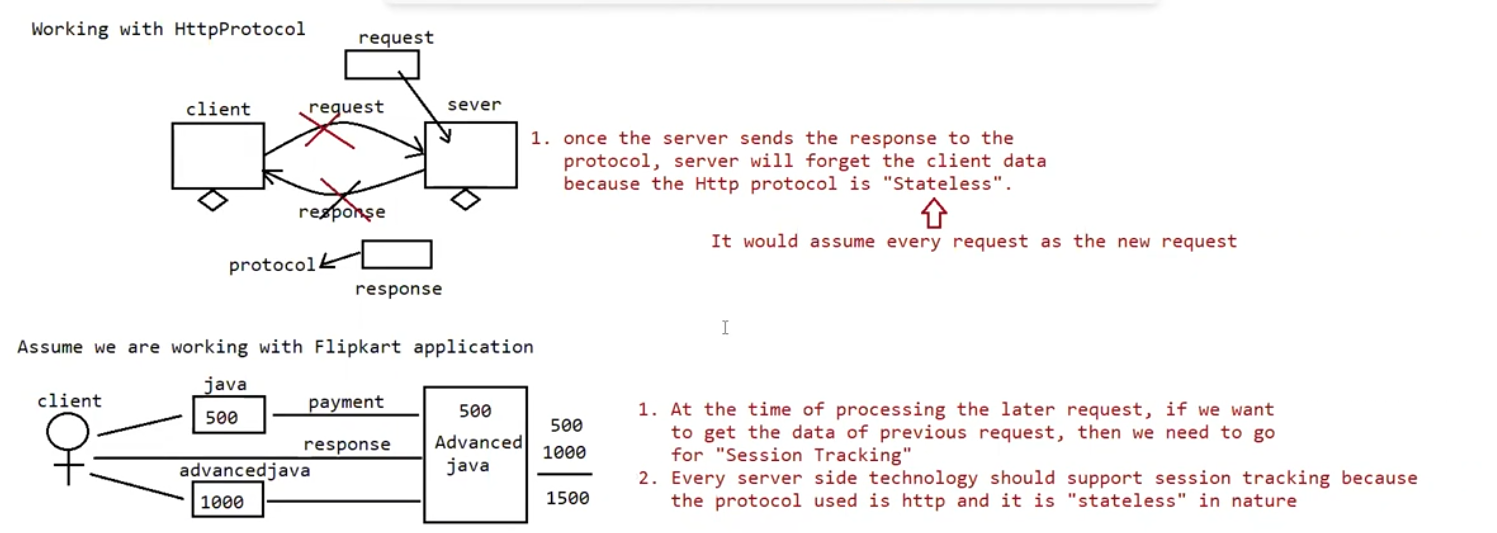 Working with HttpProtocol
request
client
request
sever
response
protocol
response
1. once the server sends the response to the
protocol, server will forget the client data
because the Http protocol is "Stateless".
It would assume every request as the new request
Assume we are working with Flipkart application
client
java
500
payment
response
advancedjava
1000
500
Advanced
java
500
1000
1500
1. At the time of processing the later request, if we want
to get the data of previous request, then we need to go
for "Session Tracking"
2. Every server side technology should support session tracking because
the protocol used is http and it is "stateless" in nature